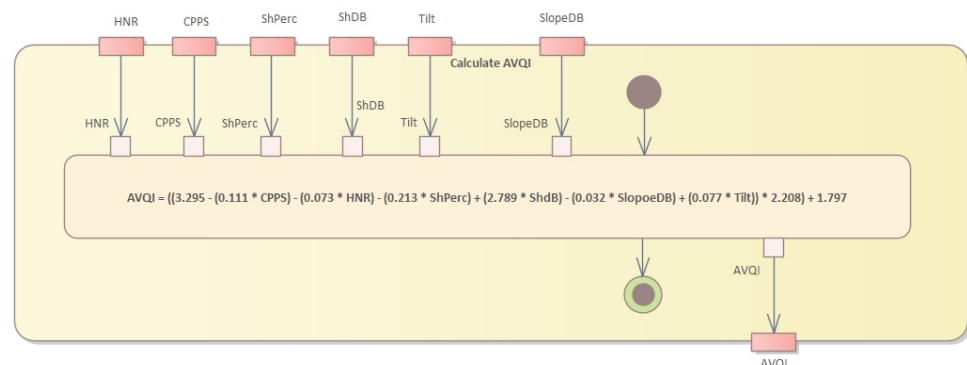 HNR CPPS ShPerc ShDB Tilt SlopeDB
Calculate AVQI
ShDB
HNR CPPS ShPerc Tilt SlopeDB
AVQI = ((3.295 - (0.111 * CPPS) - (0.073 * HNR) - (0.213 * ShPerc) + (2.789 * ShdB) - (0.032 * SlopoeDB) + (0.077 * Tilt)) * 2.208) + 1.797
AVQI
AVQI